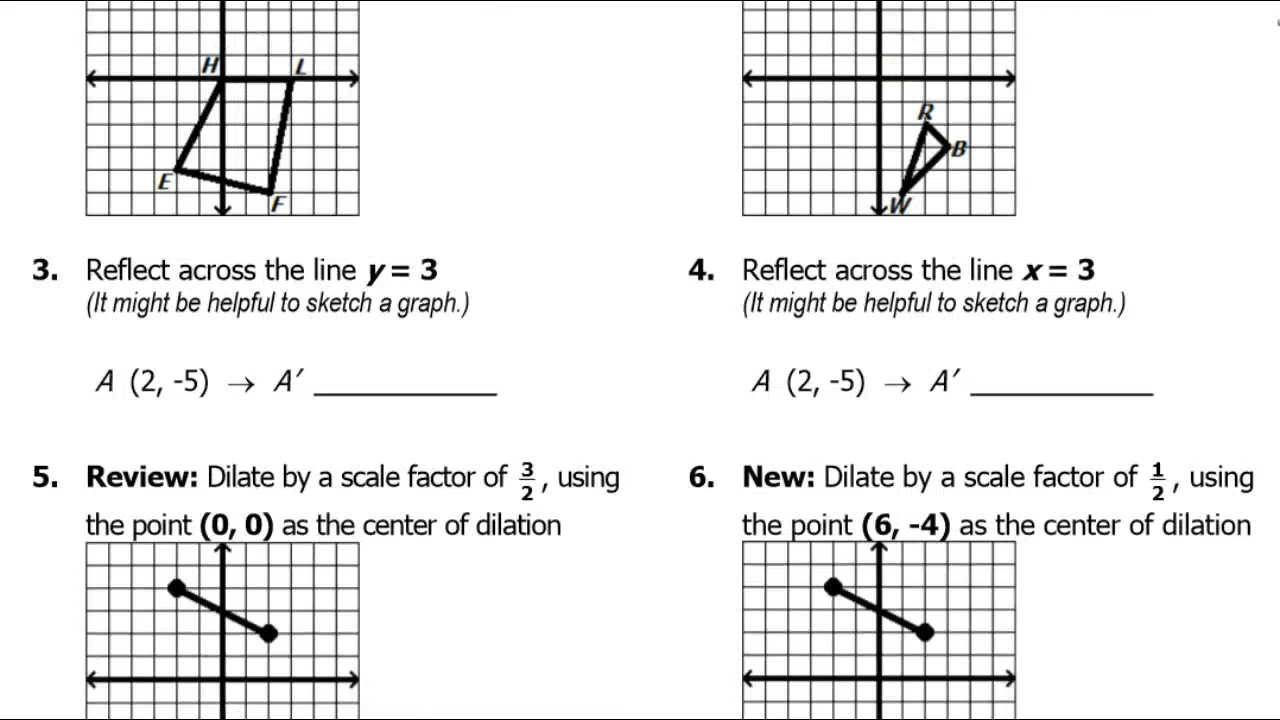 H L
E
F
R
B
W
3. Reflect across the line y = 3
(It might be helpful to sketch a graph.)
A (2, -5) → A′ __________
4. Reflect across the line x = 3
(It might be helpful to sketch a graph.)
A (2, -5) → A′ __________
5. Review: Dilate by a scale factor of 3/2, using
the point (0, 0) as the center of dilation
6. New: Dilate by a scale factor of 1/2, using
the point (6, -4) as the center of dilation